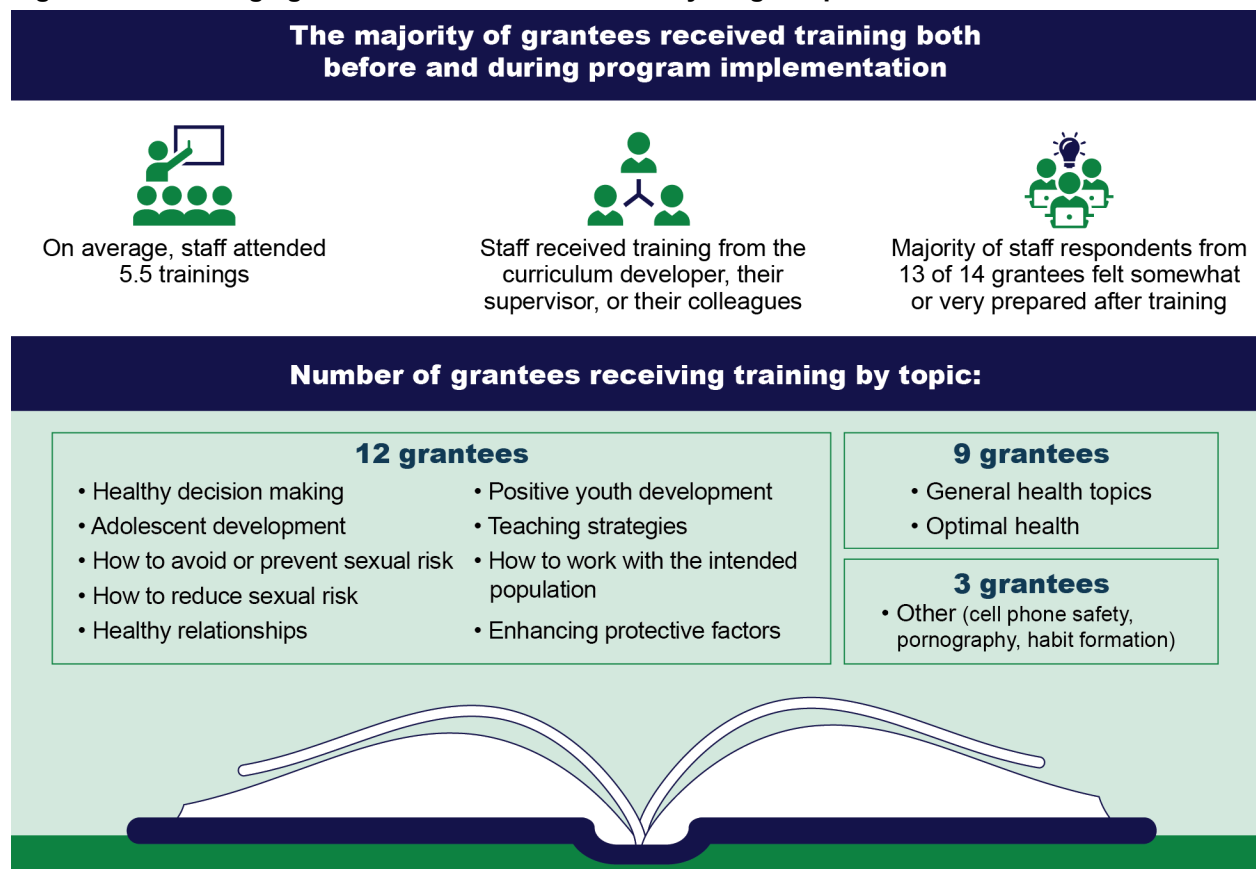 The majority of grantees received training both
before and during program implementation
On average, staff attended
5.5 trainings
Staff received training from the
curriculum developer, their
supervisor, or their colleagues
Majority of staff respondents from
13 of 14 grantees felt somewhat
or very prepared after training
Number of grantees receiving training by topic:
12 grantees
• Healthy decision making
• Adolescent development
• How to avoid or prevent sexual risk
• How to reduce sexual risk
• Healthy relationships
• Positive youth development
• Teaching strategies
• How to work with the intended
population
• Enhancing protective factors
9 grantees
• General health topics
• Optimal health
3 grantees
• Other (cell phone safety,
pornography, habit formation)